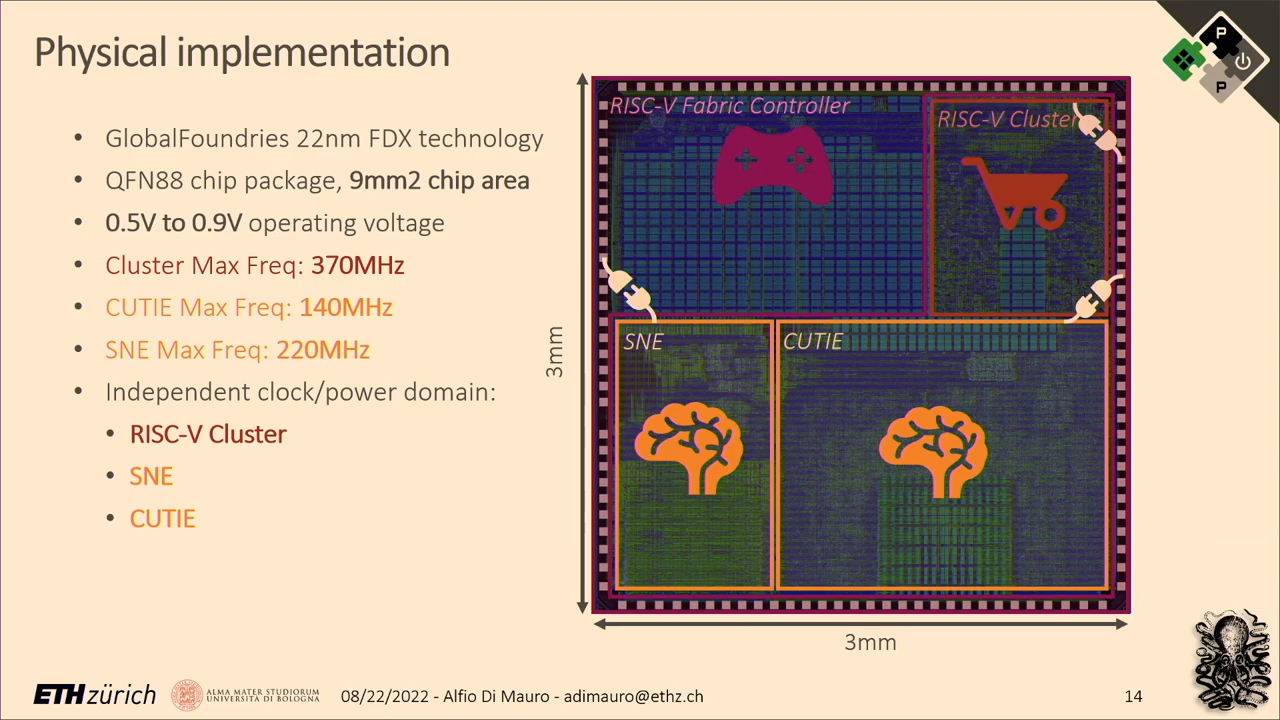 Physical implementation
P
P
• GlobalFoundries 22nm FDX technology
• QFN88 chip package, 9mm2 chip area
• 0.5V to 0.9V operating voltage
• Cluster Max Freq: 370MHz
• CUTIE Max Freq: 140MHz
• SNE Max Freq: 220MHz
• Independent clock/power domain:
• RISC-V Cluster
• SNE
• CUTIE
RISC-V Fabric Controller
RISC-V Cluster
SNE
CUTIE
3mm
3mm
ETH zürich
ALMA MATER STUDIORUM
UNIVERSITÀ DI BOLOGNA
08/22/2022 - Alfio Di Mauro - adimauro@ethz.ch
14